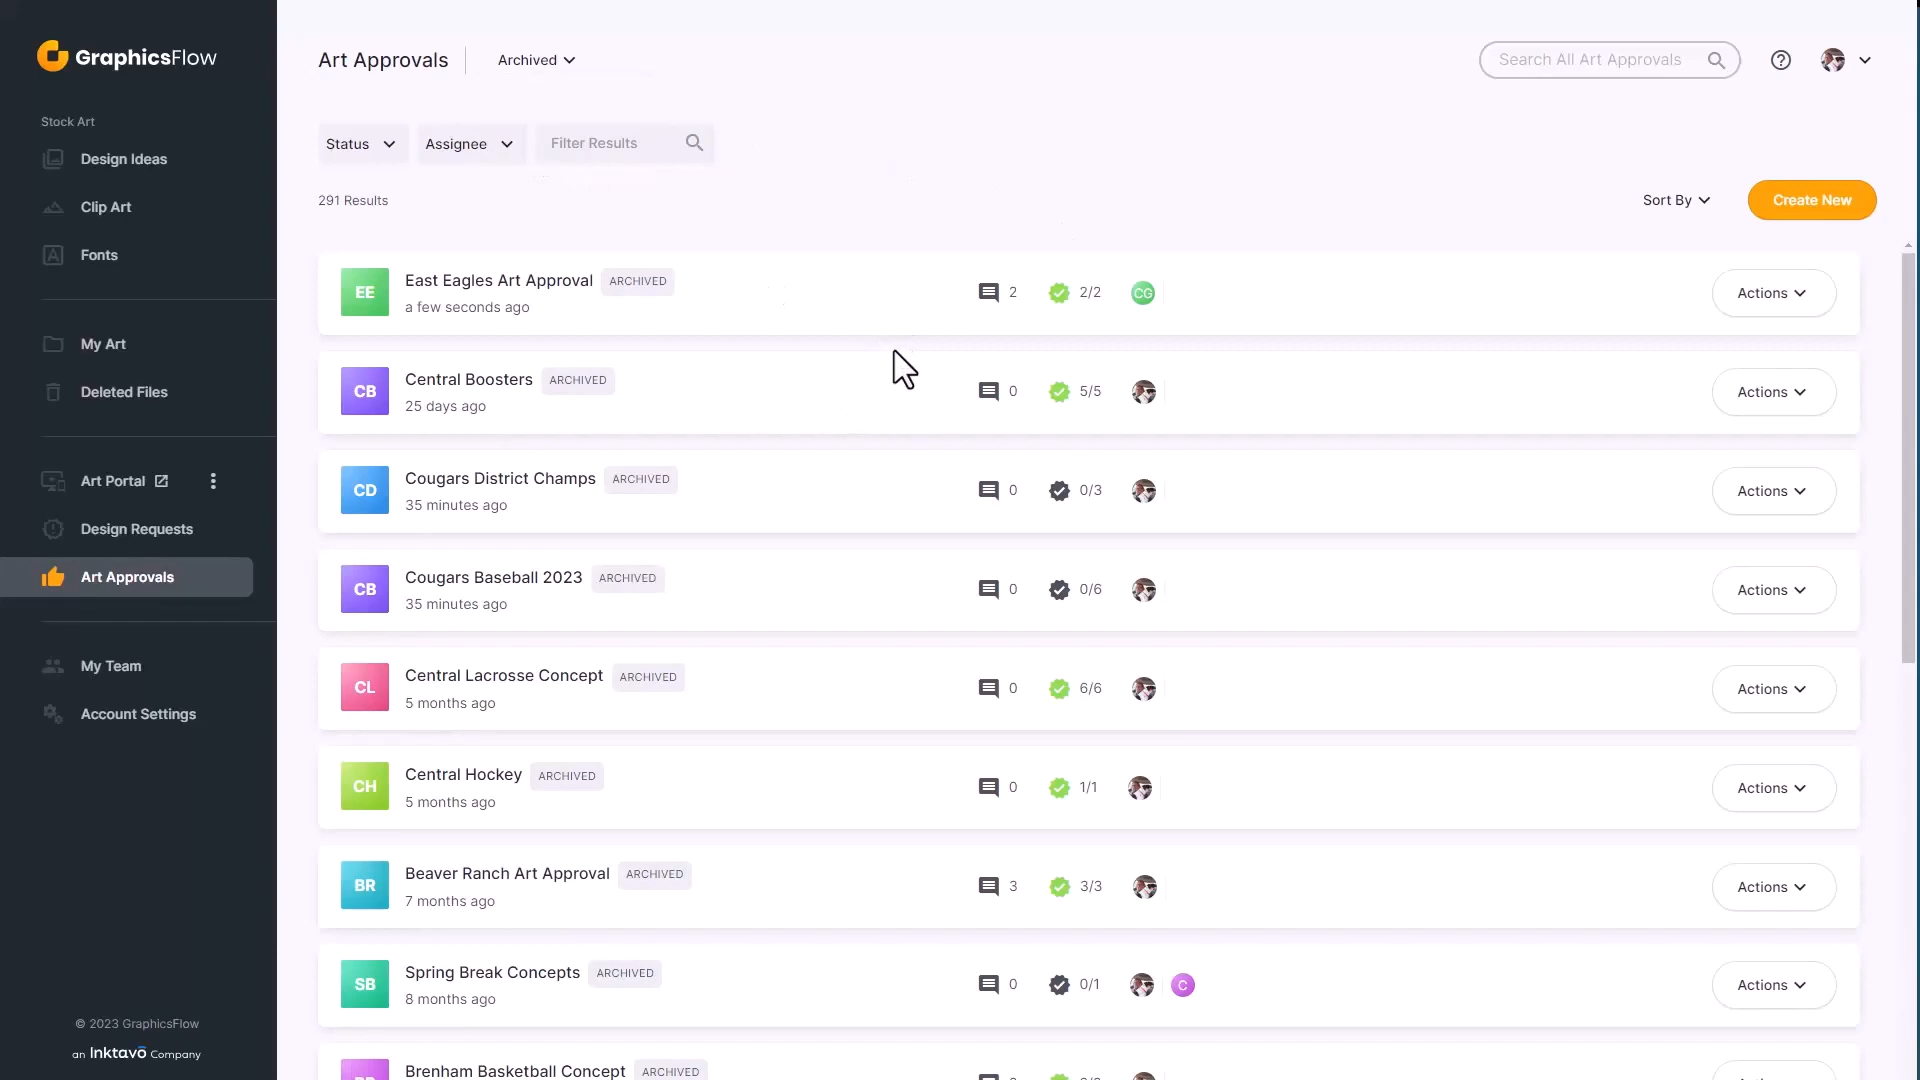 GraphicsFlow
Stock Art
Design Ideas
Clip Art
Fonts
My Art
Deleted Files
Art Portal
Design Requests
Art Approvals
My Team
Account Settings
© 2023 GraphicsFlow
an Inktavo Company
Art Approvals
Archived
Search All Art Approvals
Status
Assignee
Filter Results
291 Results
Sort By
Create New
EE
East Eagles Art Approval ARCHIVED
a few seconds ago
2
2/2
CG
Actions
CB
Central Boosters ARCHIVED
25 days ago
0
5/5
Actions
CD
Cougars District Champs ARCHIVED
35 minutes ago
0
0/3
Actions
CB
Cougars Baseball 2023 ARCHIVED
35 minutes ago
0
0/6
Actions
CL
Central Lacrosse Concept ARCHIVED
5 months ago
0
6/6
Actions
CH
Central Hockey ARCHIVED
5 months ago
0
1/1
Actions
BR
Beaver Ranch Art Approval ARCHIVED
7 months ago
3
3/3
Actions
SB
Spring Break Concepts ARCHIVED
8 months ago
0
0/1
C
Actions
Brenham Basketball Concept ARCHIVED